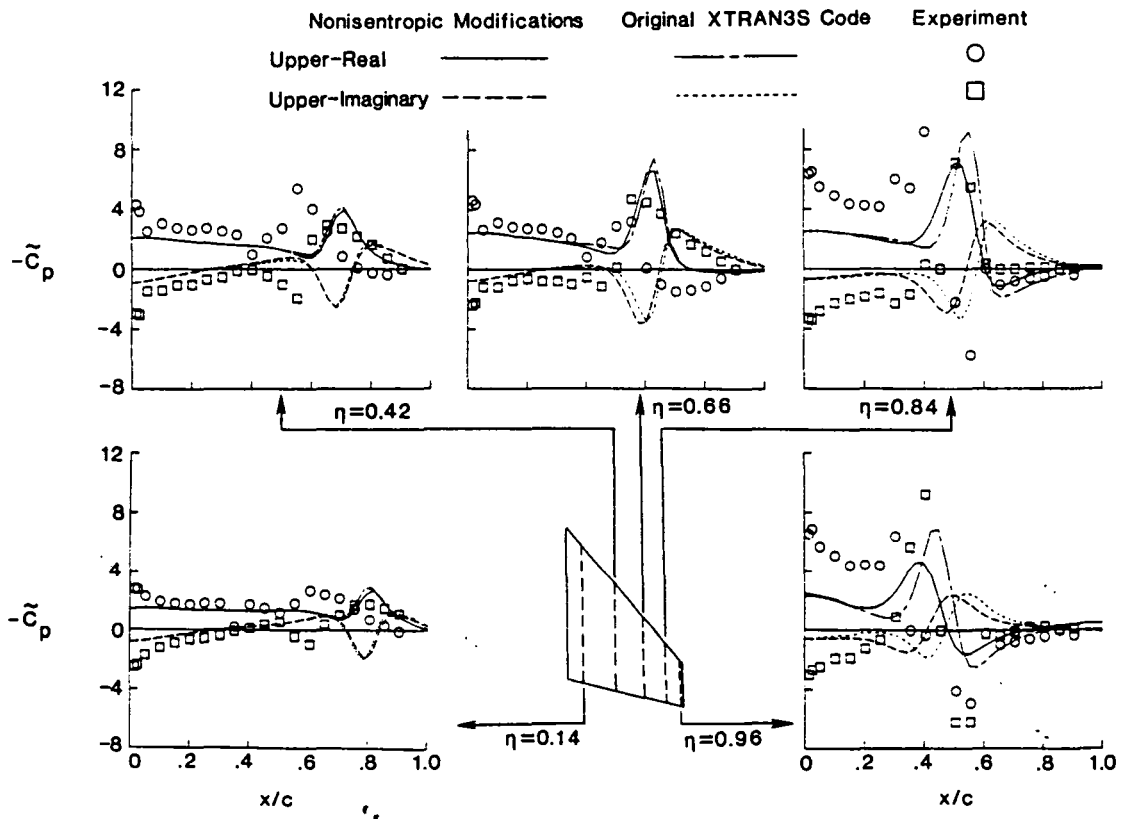 Nonisentropic Modifications Original XTRAN3S Code Experiment
Upper-Real
Upper-Imaginary
12
8
4
0
-4
-8
-C̃p
η=0.42
η=0.66
η=0.84
12
8
4
0
-4
-8
-C̃p
η=0.14
η=0.96
0 .2 .4 .6 .8 1.0
x/c
0 .2 .4 .6 .8 1.0
x/c